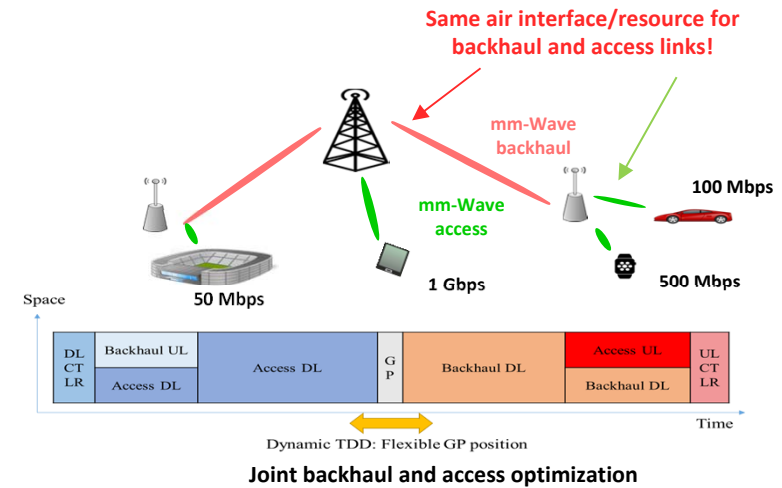 Same air interface/resource for
backhaul and access links!
mm-Wave
backhaul
100 Mbps
mm-Wave
access
500 Mbps
1 Gbps
50 Mbps
Space
DL
CT
LR
Backhaul UL
Access DL
Access DL
G
P
Backhaul DL
Access UL
Backhaul DL
UL
CT
LR
Time
Dynamic TDD: Flexible GP position
Joint backhaul and access optimization